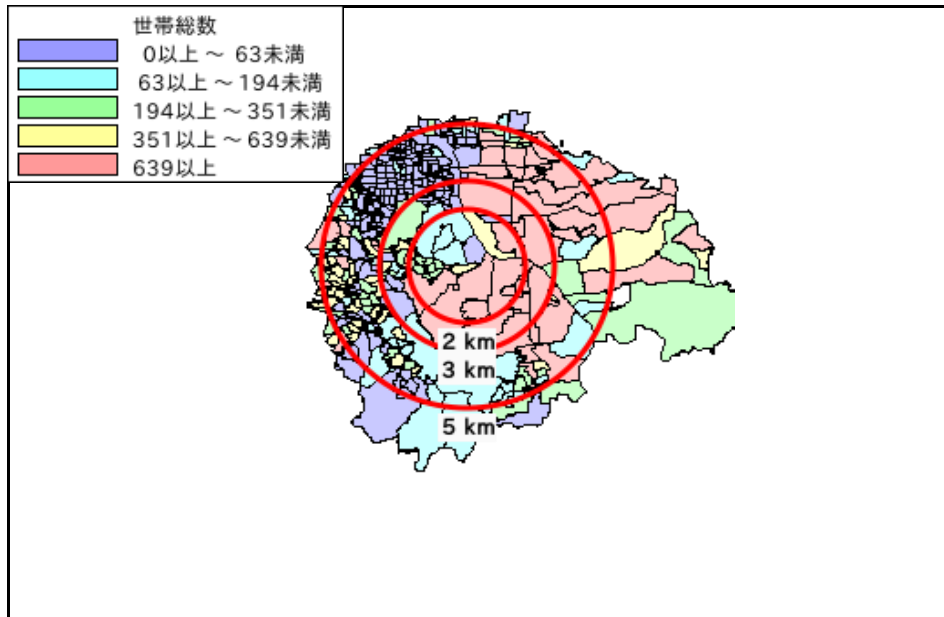 世帯総数
0以上 ～ 63未満
63以上 ～ 194未満
194以上 ～ 351未満
351以上 ～ 639未満
639以上
2 km
3 km
5 km